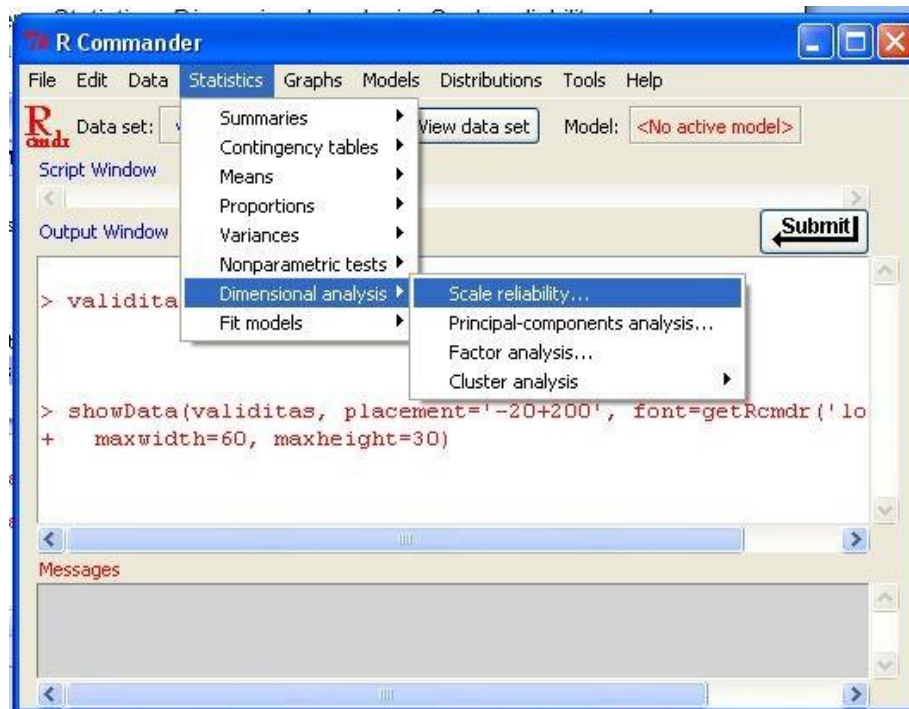 R Commander
File Edit Data Statistics Graphs Models Distributions Tools Help
Rcmdr Data set: View data set Model: <No active model>
Summaries
Contingency tables
Means
Proportions
Variances
Nonparametric tests
Dimensional analysis
Fit models
Scale reliability...
Principal-components analysis...
Factor analysis...
Cluster analysis
Script Window
Output Window
Submit
> validita
> showData(validitas, placement='-20+200', font=getRcmdr('lo
+   maxwidth=60, maxheight=30)
Messages